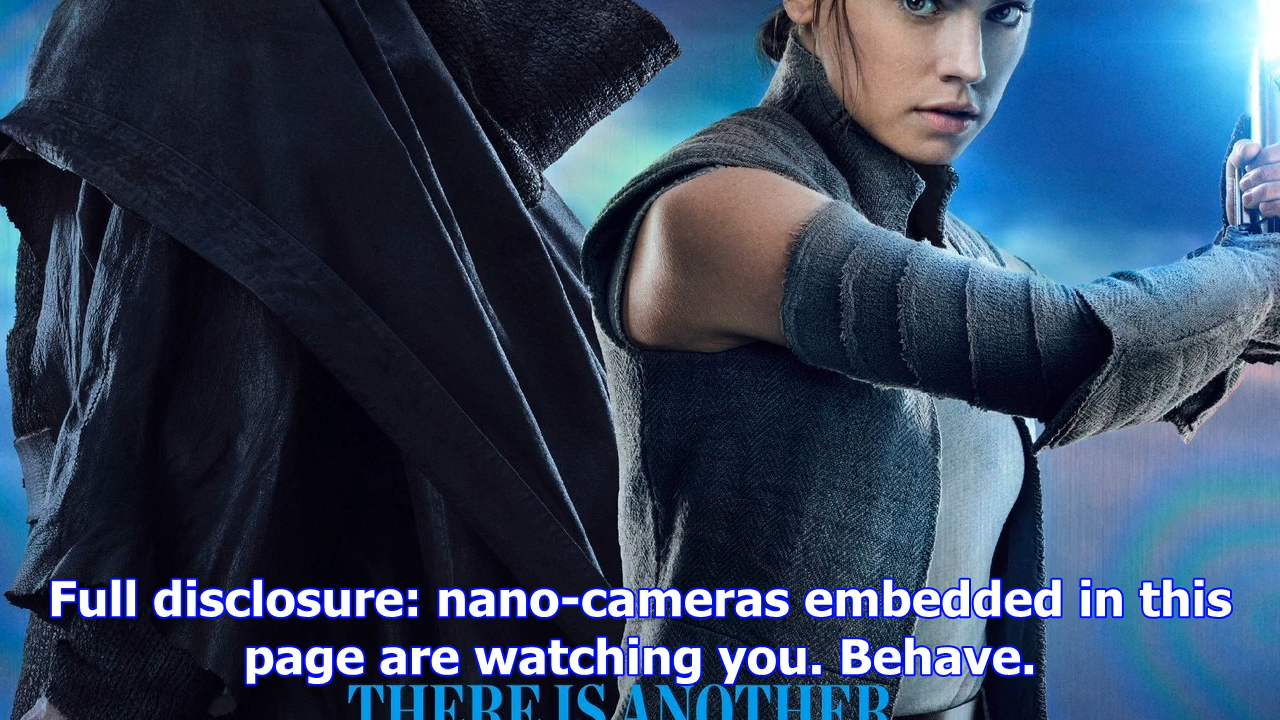 Full disclosure: nano-cameras embedded in this
page are watching you. Behave.
THERE IS ANOTHER